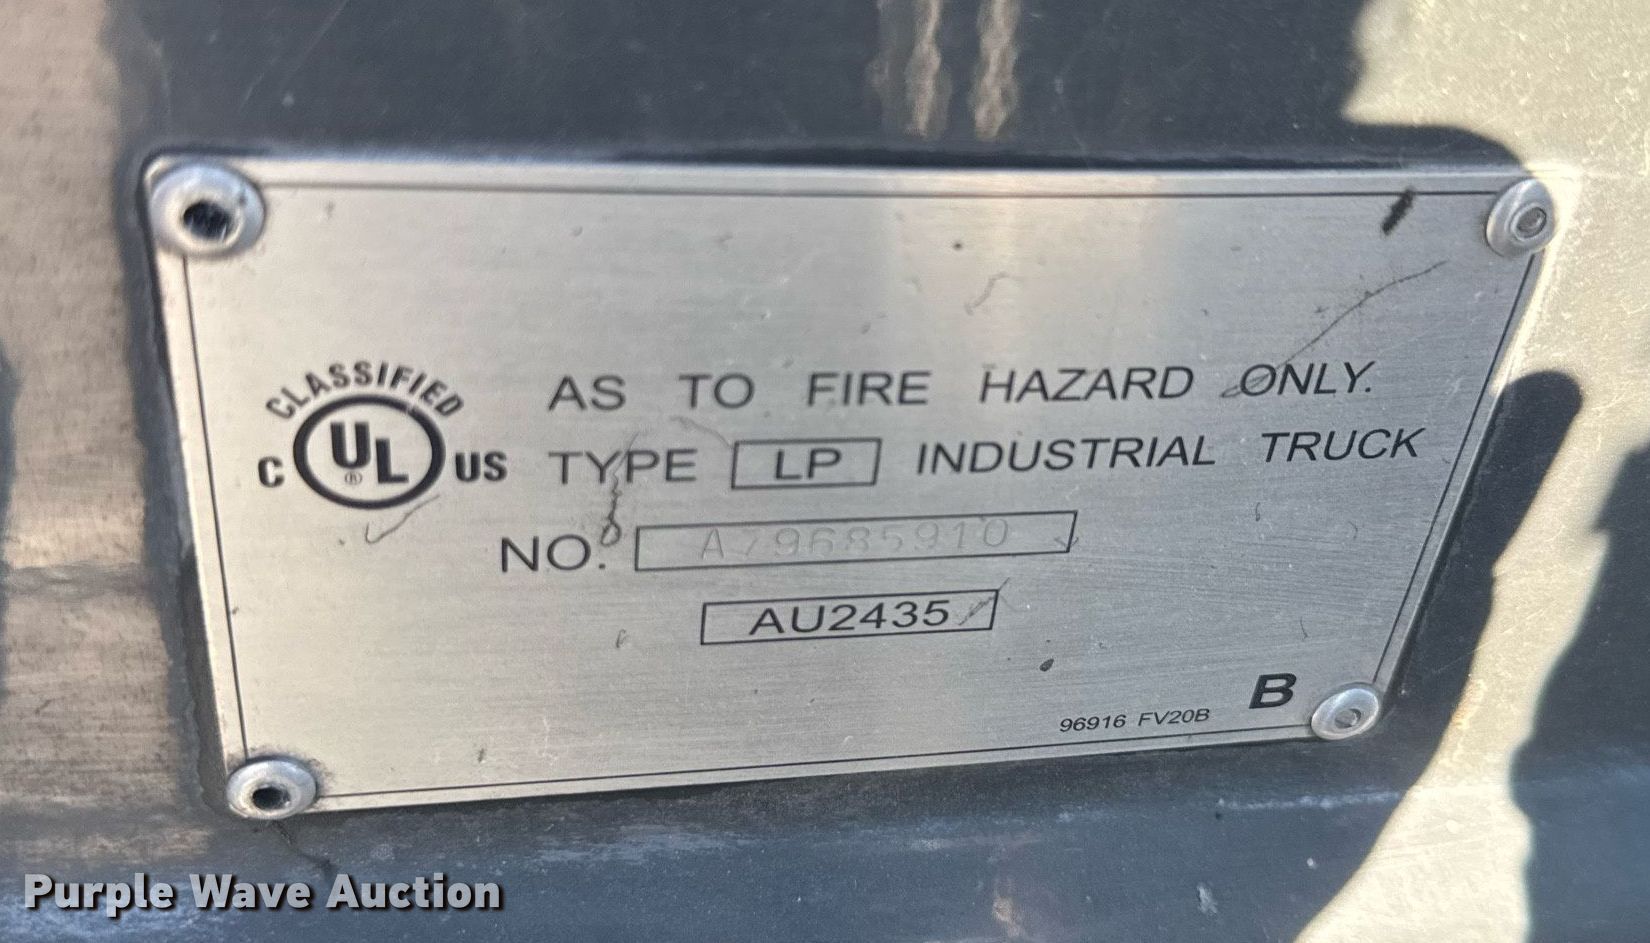 CLASSIFIED
C UL® US
AS TO FIRE HAZARD ONLY.
TYPE LP INDUSTRIAL TRUCK
NO. A79685910
AU2435
B
96916 FV20B
Purple Wave Auction